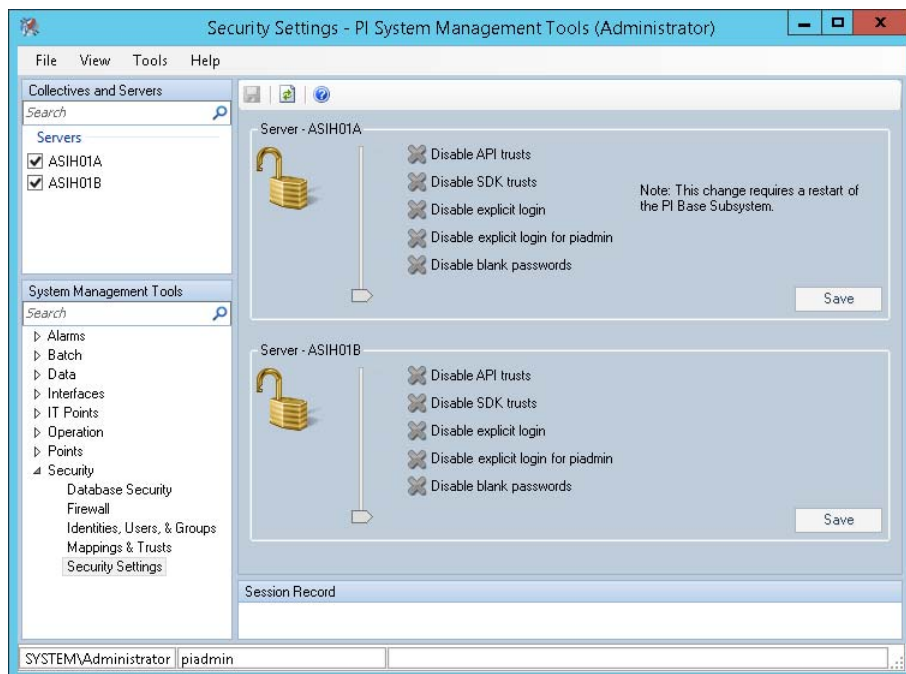 Security Settings - PI System Management Tools (Administrator)
File View Tools Help
Collectives and Servers
Search
Servers
ASIH01A
ASIH01B
System Management Tools
Search
Alarms
Batch
Data
Interfaces
IT Points
Operation
Points
Security
Database Security
Firewall
Identities, Users, & Groups
Mappings & Trusts
Security Settings
Server - ASIH01A
Disable API trusts
Disable SDK trusts
Disable explicit login
Disable explicit login for piadmin
Disable blank passwords
Note: This change requires a restart of
the PI Base Subsystem.
Save
Server - ASIH01B
Disable API trusts
Disable SDK trusts
Disable explicit login
Disable explicit login for piadmin
Disable blank passwords
Save
Session Record
SYSTEM\Administrator piadmin